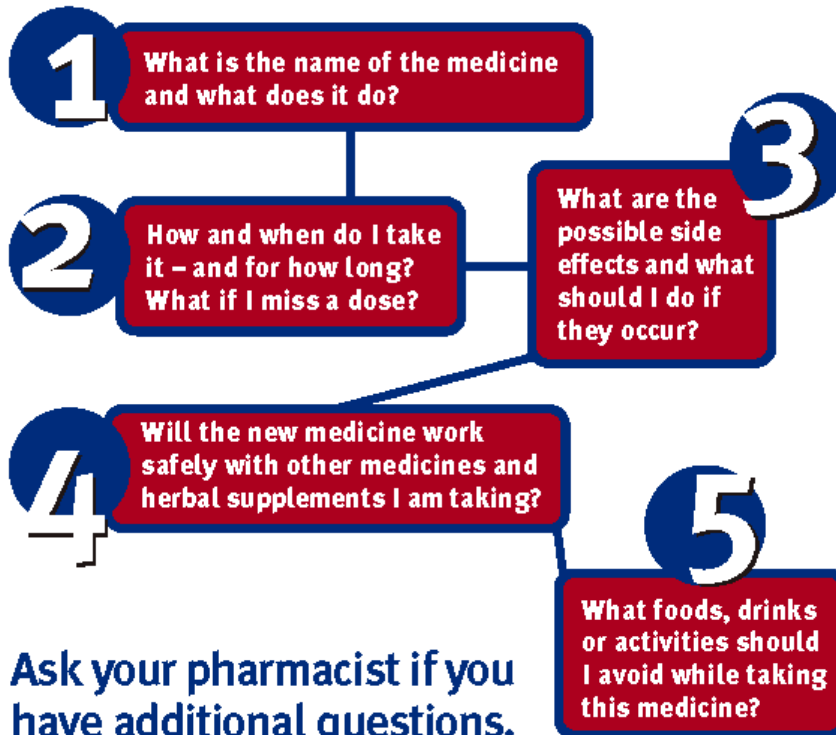 1
What is the name of the medicine
and what does it do?
2
How and when do I take
it – and for how long?
What if I miss a dose?
3
What are the
possible side
effects and what
should I do if
they occur?
4
Will the new medicine work
safely with other medicines and
herbal supplements I am taking?
5
What foods, drinks
or activities should
I avoid while taking
this medicine?
Ask your pharmacist if you
have additional questions.